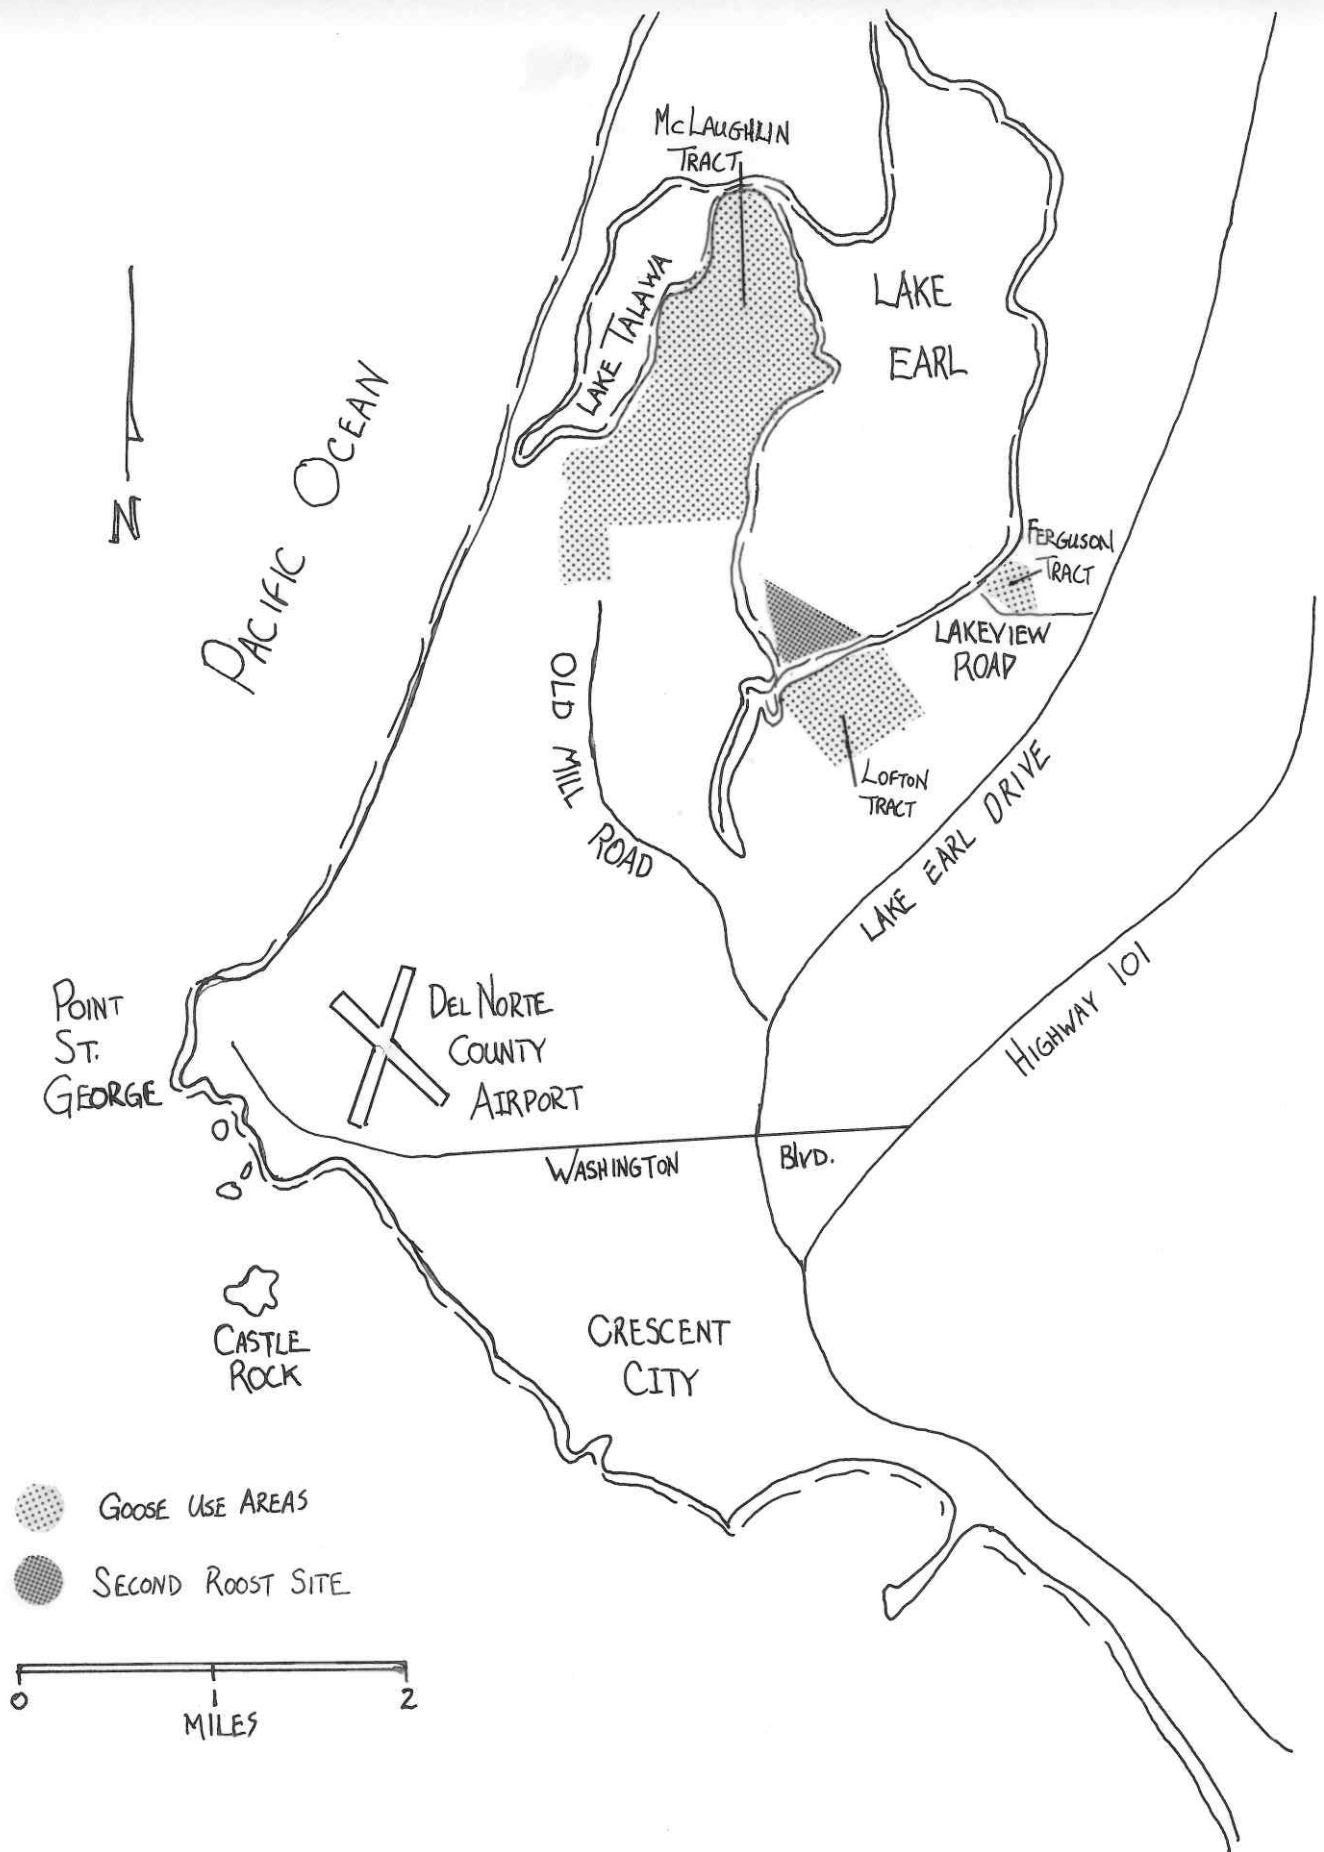 McLAUGHLIN
TRACT
LAKE TALAWA
LAKE
EARL
PACIFIC OCEAN
N
FERGUSON
TRACT
LAKEVIEW
ROAD
OLD MILL ROAD
LOFTON
TRACT
LAKE EARL DRIVE
HIGHWAY 101
POINT
ST.
GEORGE
DEL NORTE
COUNTY
AIRPORT
WASHINGTON BLVD.
CASTLE
ROCK
CRESCENT
CITY
GOOSE USE AREAS
SECOND ROOST SITE
0 1 2
MILES